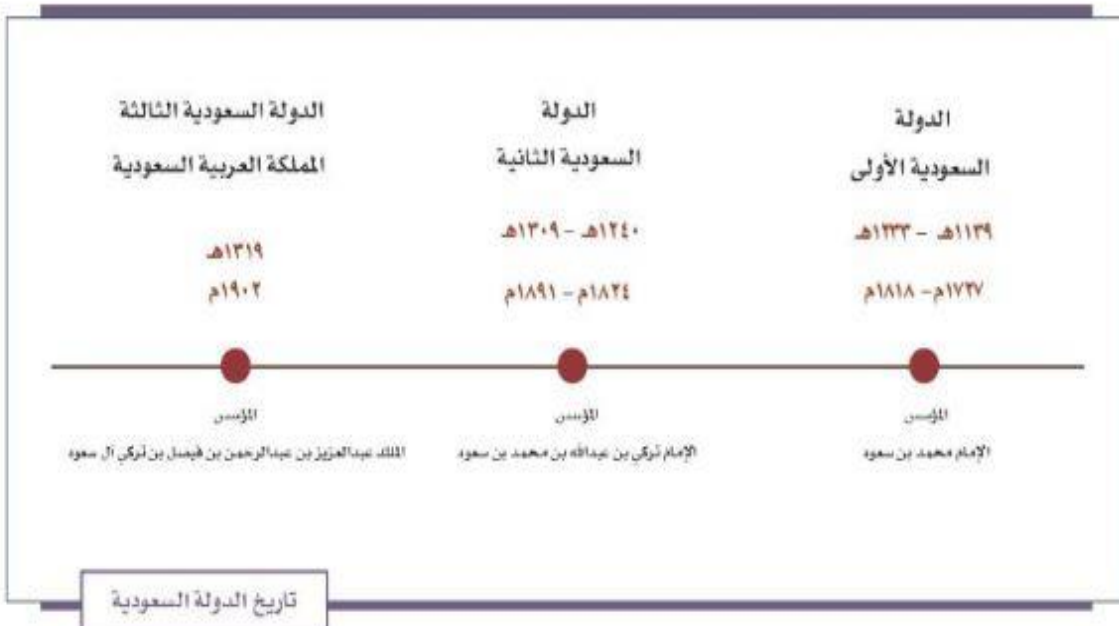 الدولة
السعودية الأولى
١١٣٩هـ - ١٢٣٣هـ
١٧٢٧م - ١٨١٨م
المؤسس
الإمام محمد بن سعود
الدولة
السعودية الثانية
١٢٤٠هـ - ١٣٠٩هـ
١٨٢٤م - ١٨٩١م
المؤسس
الإمام تركي بن عبدالله بن محمد بن سعود
الدولة السعودية الثالثة
المملكة العربية السعودية
١٣١٩هـ
١٩٠٢م
المؤسس
الملك عبدالعزيز بن عبدالرحمن بن فيصل بن تركي آل سعود
تاريخ الدولة السعودية